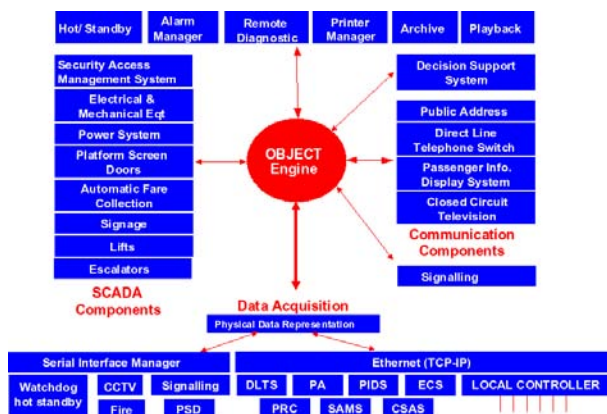 Hot/ Standby
Alarm
Manager
Remote
Diagnostic
Printer
Manager
Archive
Playback
Security Access
Management System
Electrical &
Mechanical Eqt
Power System
Platform Screen
Doors
Automatic Fare
Collection
Signage
Lifts
Escalators
SCADA
Components
OBJECT
Engine
Decision Support
System
Public Address
Direct Line
Telephone Switch
Passenger Info.
Display System
Closed Circuit
Television
Communication
Components
Signalling
Data Acquisition
Physical Data Representation
Serial Interface Manager
Ethernet (TCP-IP)
Watchdog
hot standby
CCTV
Signalling
DLTS
PA
PIDS
ECS
LOCAL CONTROLLER
Fire
PSD
PRC
SAMS
CSAS